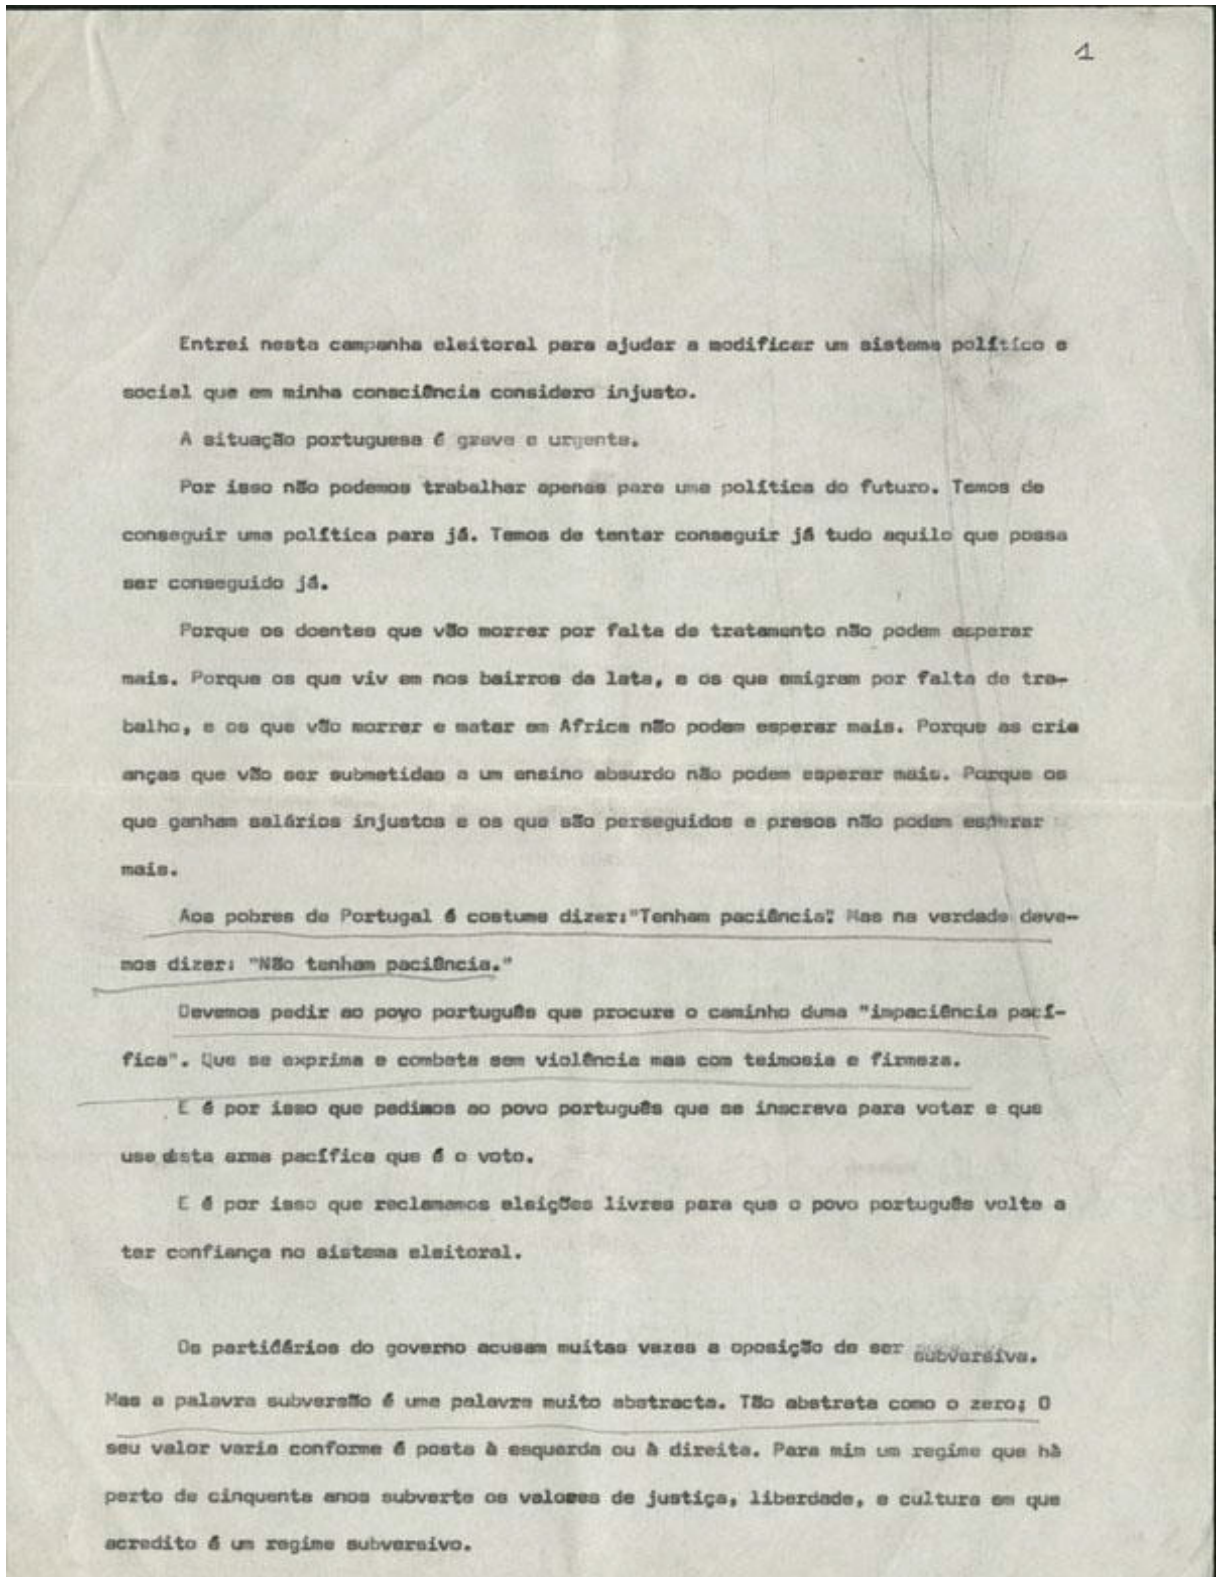 1
Entrei nesta campanha eleitoral para ajudar a modificar um sistema político e
social que em minha consciência considero injusto.
A situação portuguesa é grave e urgente.
Por isso não podemos trabalhar apenas para uma política do futuro. Temos de
conseguir uma política para já. Temos de tentar conseguir já tudo aquilo que possa
ser conseguido já.
Porque os doentes que vão morrer por falta de tratamento não podem esperar
mais. Porque os que viv em nos bairros da lata, e os que emigram por falta de tra-
balho, e os que vão morrer e matar em Africa não podem esperar mais. Porque as crie
anças que vão ser submetidas a um ensino absurdo não podem esperar mais. Porque os
que ganham salários injustos e os que são perseguidos e presos não podem esperar
mais.
Aos pobres de Portugal é costume dizer:"Tenham paciência". Mas na verdade deve-
mos dizer: "Não tenham paciência."
Devemos pedir ao povo português que procure o caminho duma "impaciência pací-
fica". Que se exprima e combata sem violência mas com teimosia e firmeza.
E é por isso que pedimos ao povo português que se inscreva para votar e que
use esta arma pacífica que é o voto.
E é por isso que reclamamos eleições livres para que o povo português volte a
ter confiança no sistema eleitoral.
Os partidários do governo acusam muitas vezes a oposição de ser subversiva.
Mas a palavra subversão é uma palavra muito abstracta. Tão abstrata como o zero; O
seu valor varia conforme é posta à esquerda ou à direita. Para mim um regime que hà
perto de cinquenta anos subverte os valores de justiça, liberdade, e cultura em que
acredito é um regime subversivo.